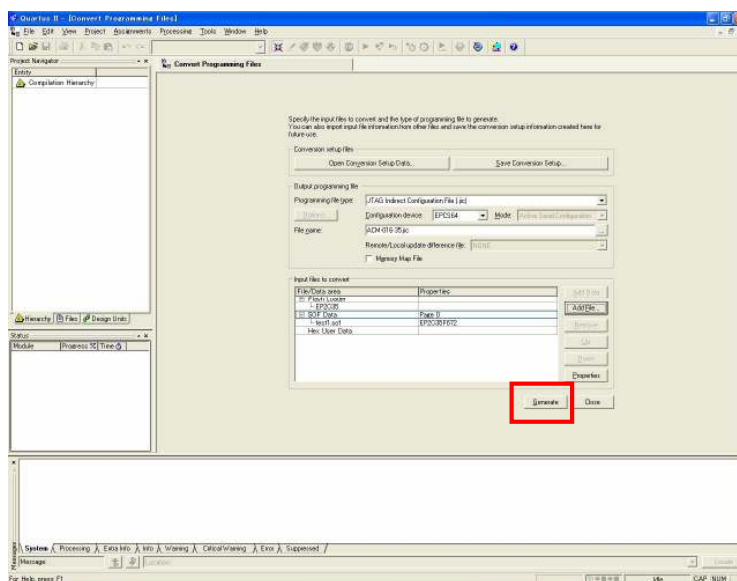 Quartus II - [Convert Programming Files]
File Edit View Project Assignments Processing Tools Window Help
Project Navigator
Convert Programming Files
Entity
Compilation Hierarchy
Specify the input files to convert and the type of programming file to generate.
You can also import input file information from other files and save the conversion setup information created here for
future use.
Conversion setup files
Open Conversion Setup Data...
Save Conversion Setup...
Output programming file
Programming file type:
JTAG Indirect Configuration File (.jic)
Options...
Configuration device:
EPCS64
Mode:
Active Serial Configuration
File name:
ACM-016-35.jic
Remote/Local update difference file:
NONE
Memory Map File
Input files to convert
File/Data area Properties
Flash Loader
EP2C35
SOF Data Page 0
test1.sof EP2C35F672
Hex User Data
Add Data
Add File...
Remove
Up
Down
Properties
Generate Close
Hierarchy Files Design Units
Status
Module Progress % Time
System Processing Extra Info Info Warning Critical Warning Error Suppressed
Messages
Message
Location:
Locate
For Help, press F1
Idle
CAP NUM